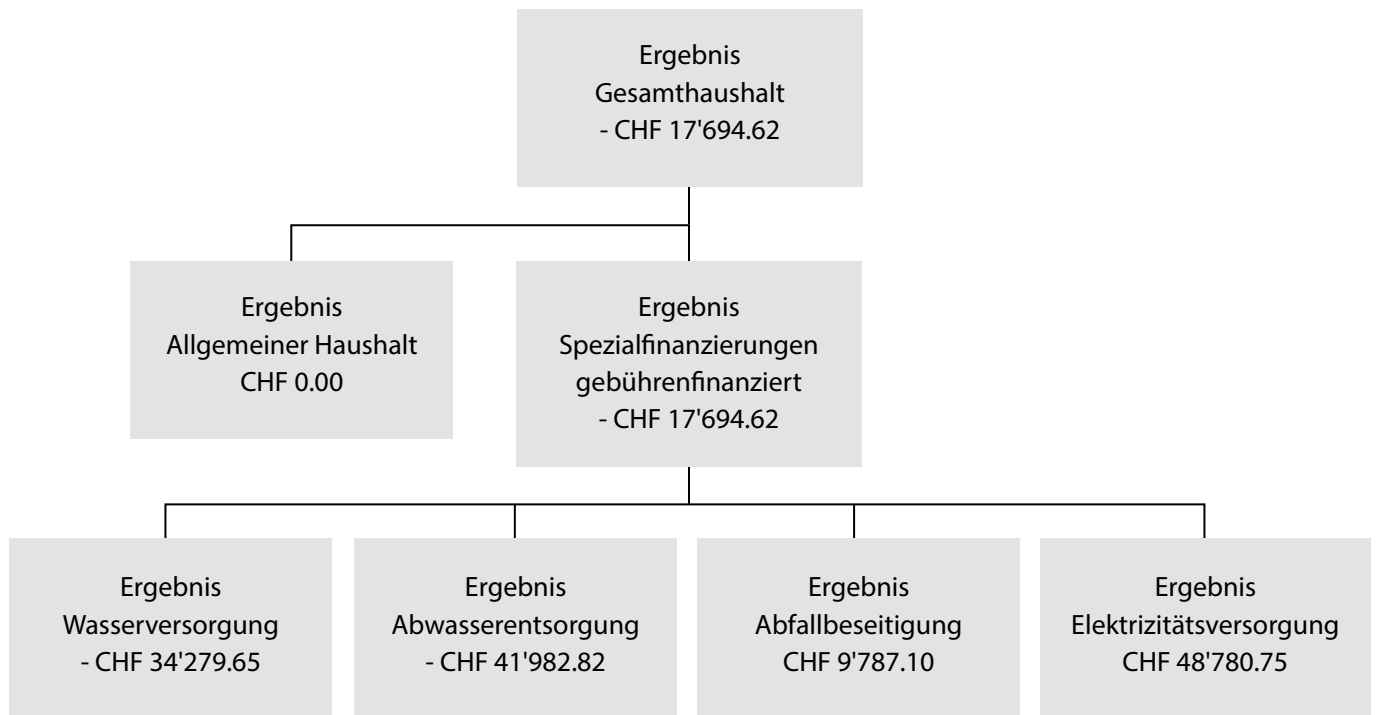 Ergebnis
Gesamthaushalt
- CHF 17'694.62
Ergebnis
Allgemeiner Haushalt
CHF 0.00
Ergebnis
Spezialfinanzierungen
gebührenfinanziert
- CHF 17'694.62
Ergebnis
Wasserversorgung
- CHF 34'279.65
Ergebnis
Abwasserentsorgung
- CHF 41'982.82
Ergebnis
Abfallbeseitigung
CHF 9'787.10
Ergebnis
Elektrizitätsversorgung
CHF 48'780.75